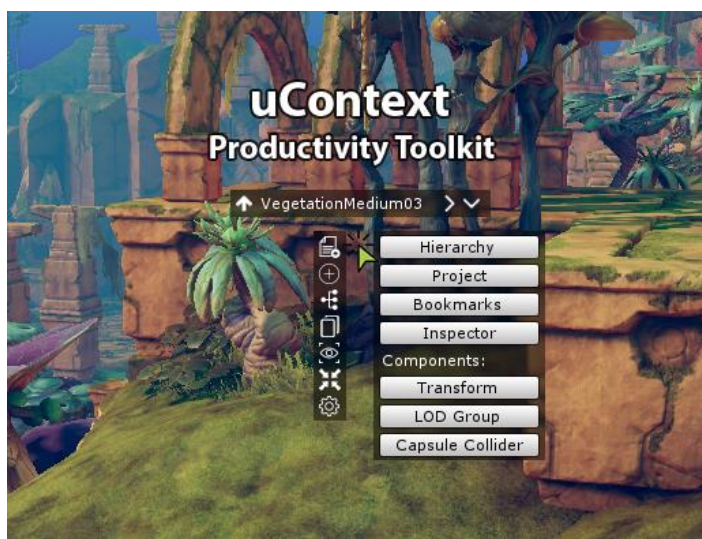 uContext
Productivity Toolkit
VegetationMedium03
Hierarchy
Project
Bookmarks
Inspector
Components:
Transform
LOD Group
Capsule Collider